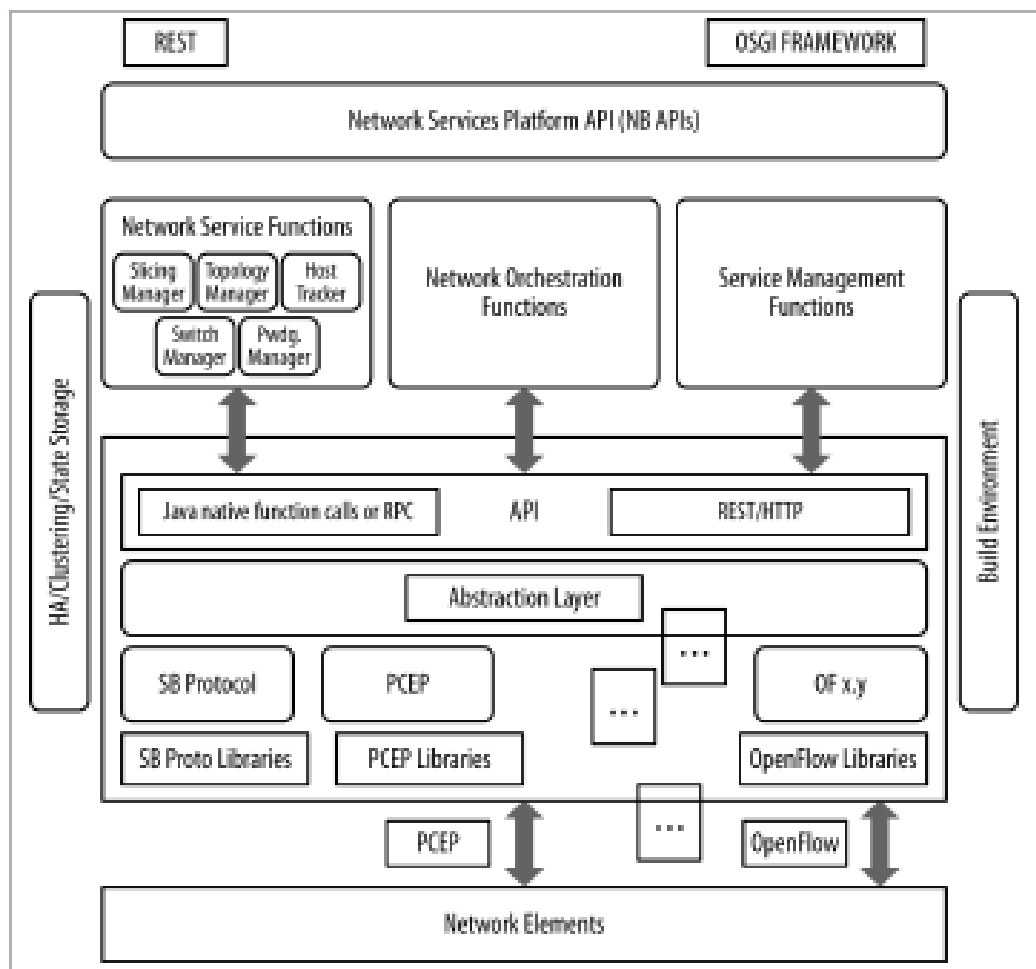 REST
OSGI FRAMEWORK
Network Services Platform API (NB APIs)
Network Service Functions
Slicing
Manager
Topology
Manager
Host
Tracker
Switch
Manager
Pwdg.
Manager
Network Orchestration
Functions
Service Management
Functions
HA/Clustering/State Storage
Build Environment
Java native function calls or RPC
API
REST/HTTP
Abstraction Layer
...
SB Protocol
PCEP
...
OF x.y
SB Proto Libraries
PCEP Libraries
OpenFlow Libraries
PCEP
...
OpenFlow
Network Elements